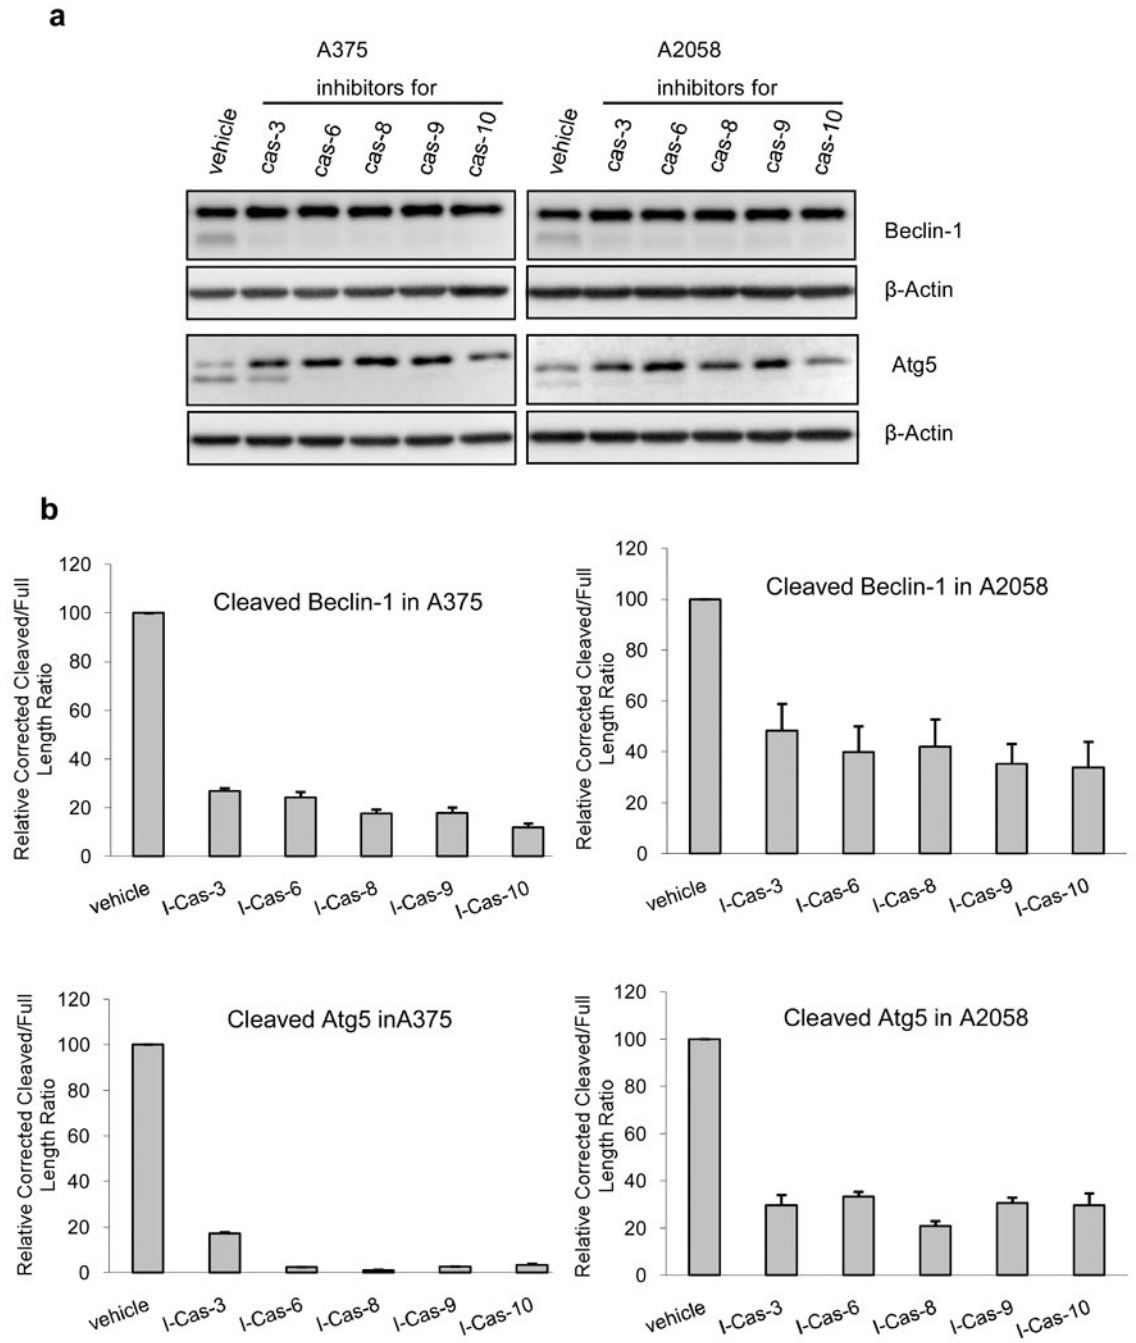 a
A375
A2058
inhibitors for
inhibitors for
vehicle
cas-3
cas-6
cas-8
cas-9
cas-10
vehicle
cas-3
cas-6
cas-8
cas-9
cas-10
Beclin-1
β-Actin
Atg5
β-Actin
b
Relative Corrected Cleaved/Full
Length Ratio
120
100
80
60
40
20
0
Cleaved Beclin-1 in A375
vehicle
I-Cas-3
I-Cas-6
I-Cas-8
I-Cas-9
I-Cas-10
Relative Corrected Cleaved/Full
Length Ratio
120
100
80
60
40
20
0
Cleaved Beclin-1 in A2058
vehicle
I-Cas-3
I-Cas-6
I-Cas-8
I-Cas-9
I-Cas-10
Relative Corrected Cleaved/Full
Length Ratio
120
100
80
60
40
20
0
Cleaved Atg5 inA375
vehicle
I-Cas-3
I-Cas-6
I-Cas-8
I-Cas-9
I-Cas-10
Relative Corrected Cleaved/Full
Length Ratio
120
100
80
60
40
20
0
Cleaved Atg5 in A2058
vehicle
I-Cas-3
I-Cas-6
I-Cas-8
I-Cas-9
I-Cas-10